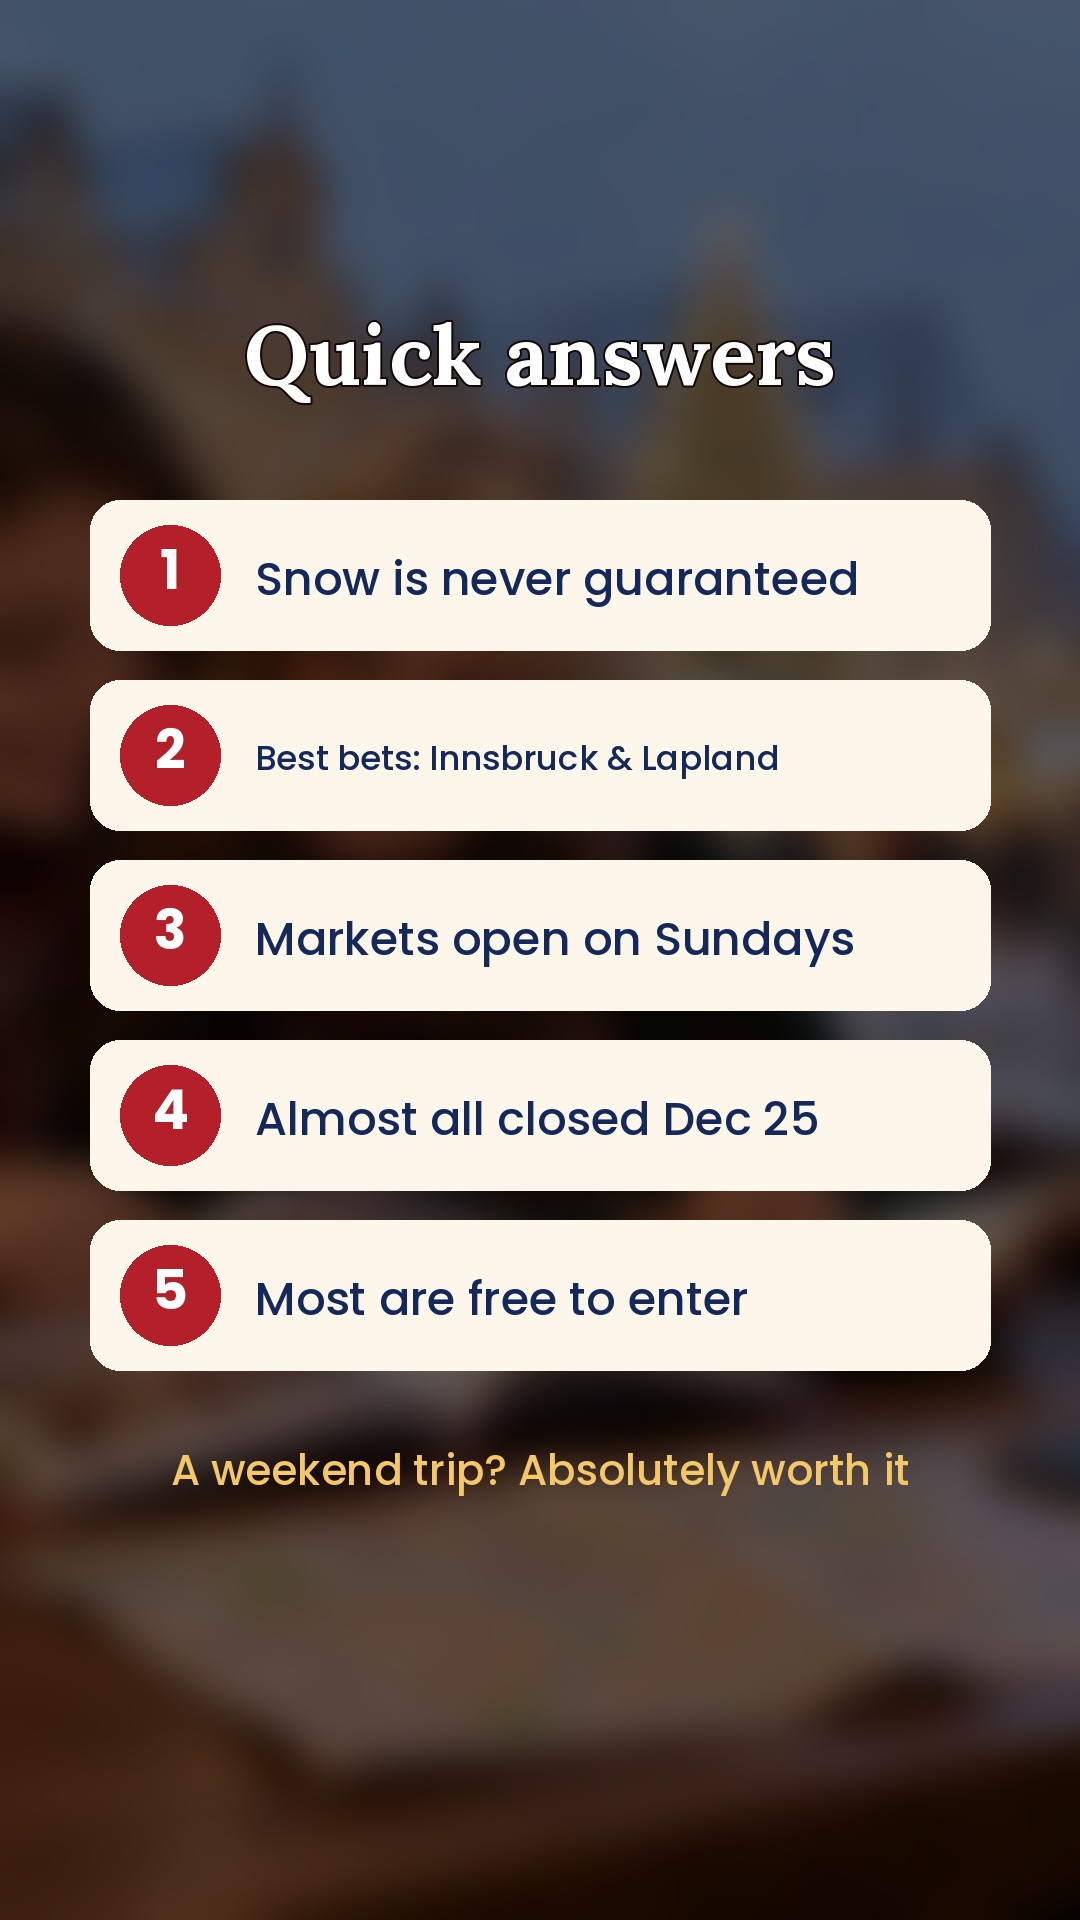 Quick answers
1 Snow is never guaranteed
2 Best bets: Innsbruck & Lapland
3 Markets open on Sundays
4 Almost all closed Dec 25
5 Most are free to enter
A weekend trip? Absolutely worth it